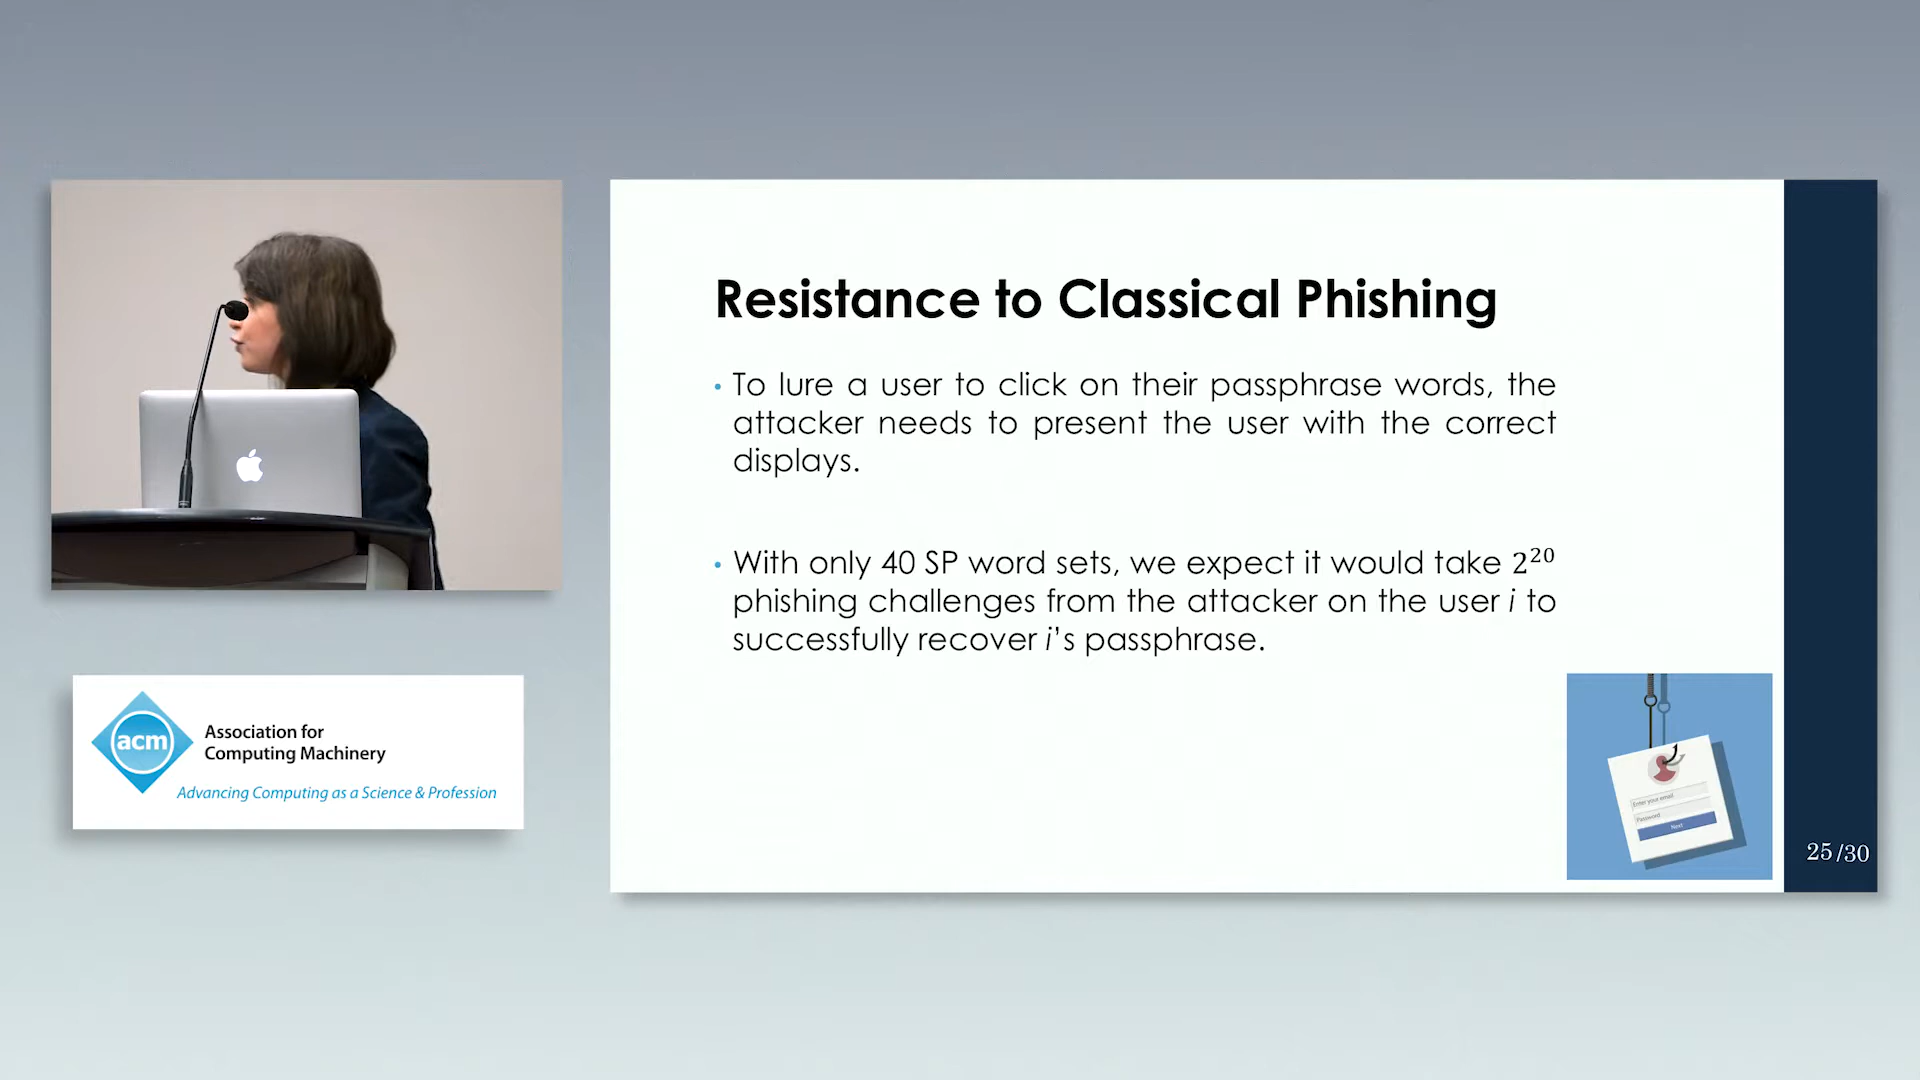 Resistance to Classical Phishing
• To lure a user to click on their passphrase words, the
attacker needs to present the user with the correct
displays.
• With only 40 SP word sets, we expect it would take 2²⁰
phishing challenges from the attacker on the user i to
successfully recover i’s passphrase.
Enter your email
Password
Next
25/30
acm
Association for
Computing Machinery
Advancing Computing as a Science & Profession